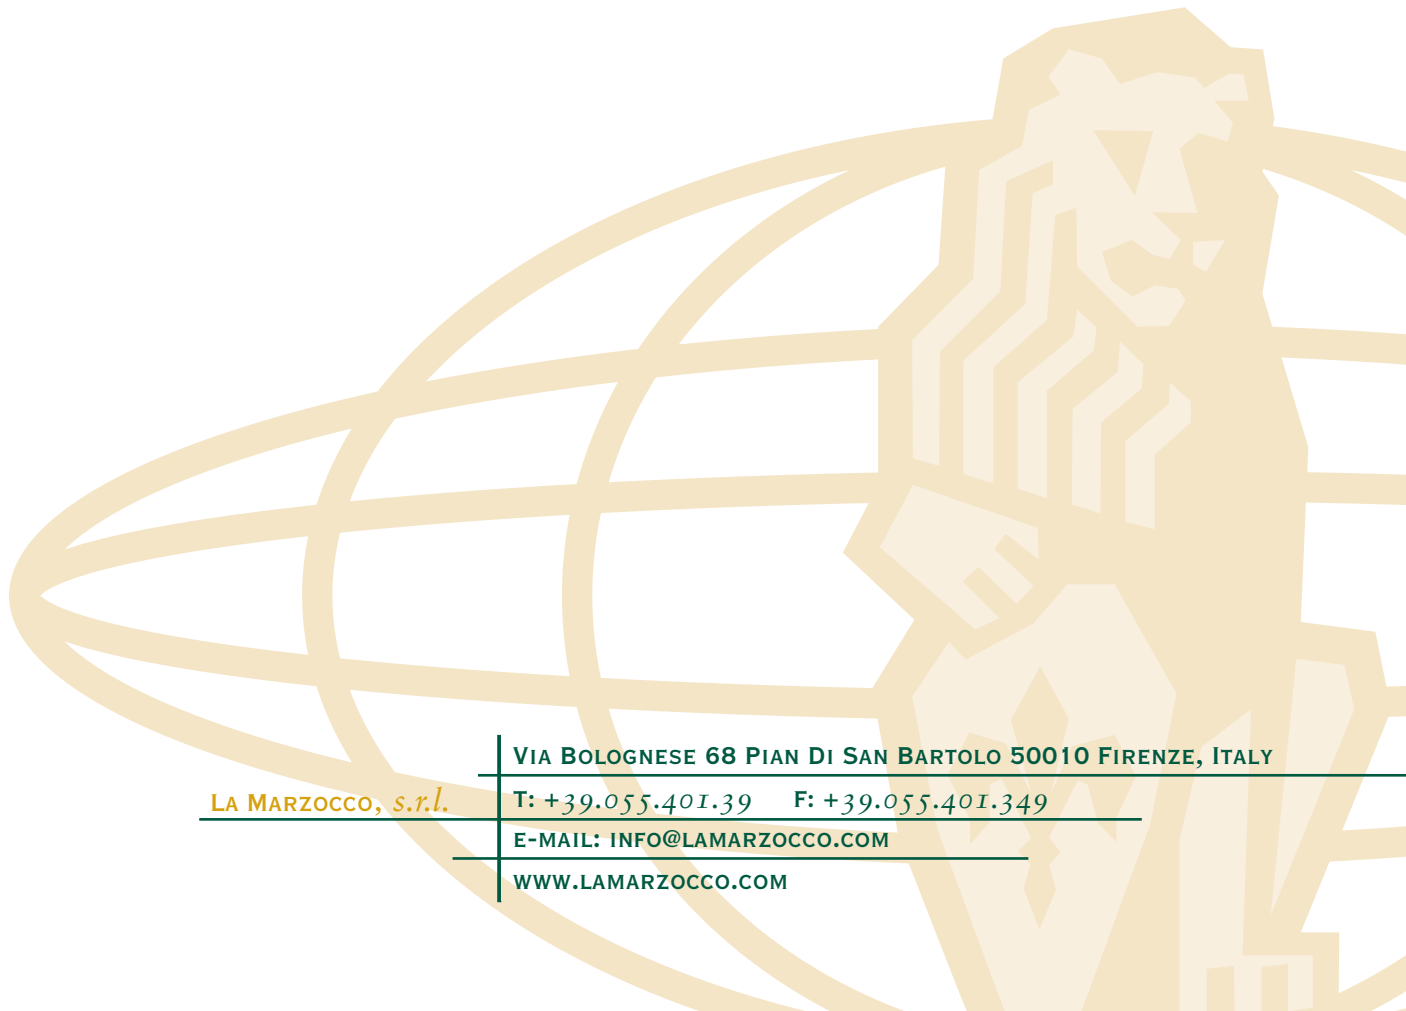 Via Bolognese 68 Pian Di San Bartolo 50010 Firenze, Italy
La Marzocco, s.r.l.
T: +39.055.401.39 F: +39.055.401.349
e-mail: info@lamarzocco.com
www.lamarzocco.com